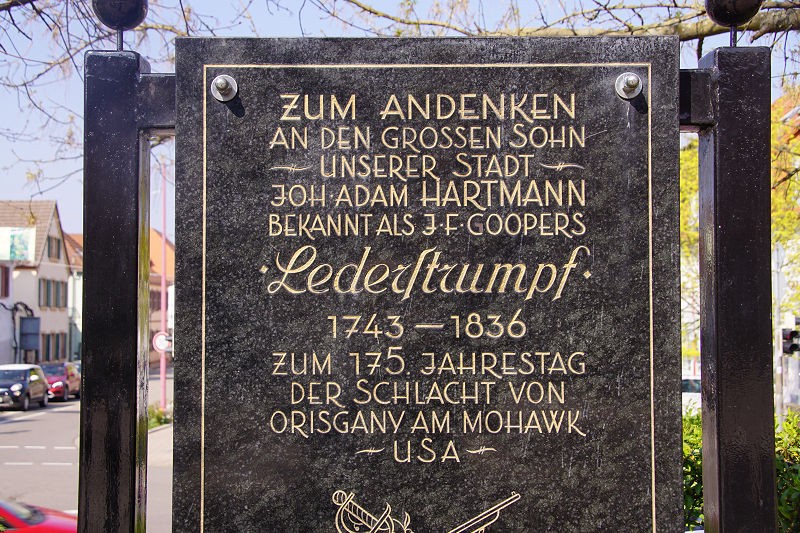 ZUM ANDENKEN
AN DEN GROSSEN SOHN
UNSERER STADT
JOH·ADAM HARTMANN
BEKANNT ALS J·F·COOPERS
·Lederstrumpf·
1743 — 1836
ZUM 175. JAHRESTAG
DER SCHLACHT VON
ORISGANY AM MOHAWK
USA